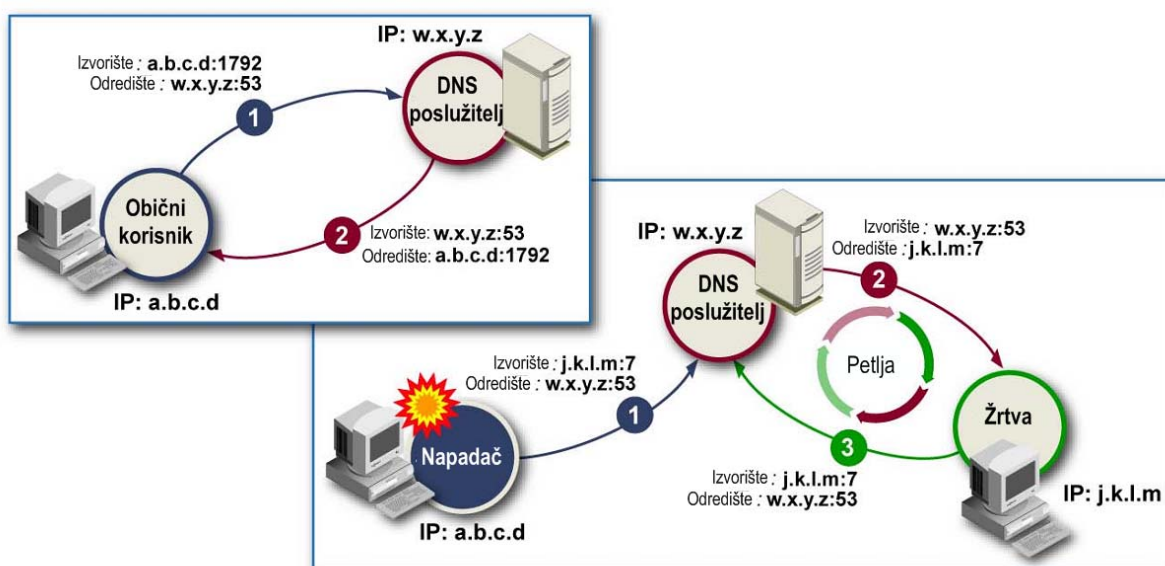 IP: w.x.y.z
Izvorište : a.b.c.d:1792
Odredište : w.x.y.z:53
1
DNS
poslužitelj
Obični
korisnik
2
Izvorište: w.x.y.z:53
Odredište: a.b.c.d:1792
IP: a.b.c.d
IP: w.x.y.z
Izvorište : w.x.y.z:53
Odredište : j.k.l.m:7
2
DNS
poslužitelj
Izvorište : j.k.l.m:7
Odredište : w.x.y.z:53
1
Petlja
Napadač
Žrtva
3
Izvorište : j.k.l.m:7
Odredište : w.x.y.z:53
IP: j.k.l.m
IP: a.b.c.d